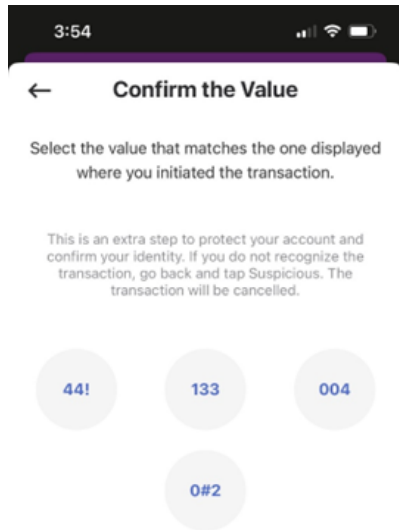 3:54
Confirm the Value
Select the value that matches the one displayed
where you initiated the transaction.
This is an extra step to protect your account and
confirm your identity. If you do not recognize the
transaction, go back and tap Suspicious. The
transaction will be cancelled.
44! 133 004
0#2